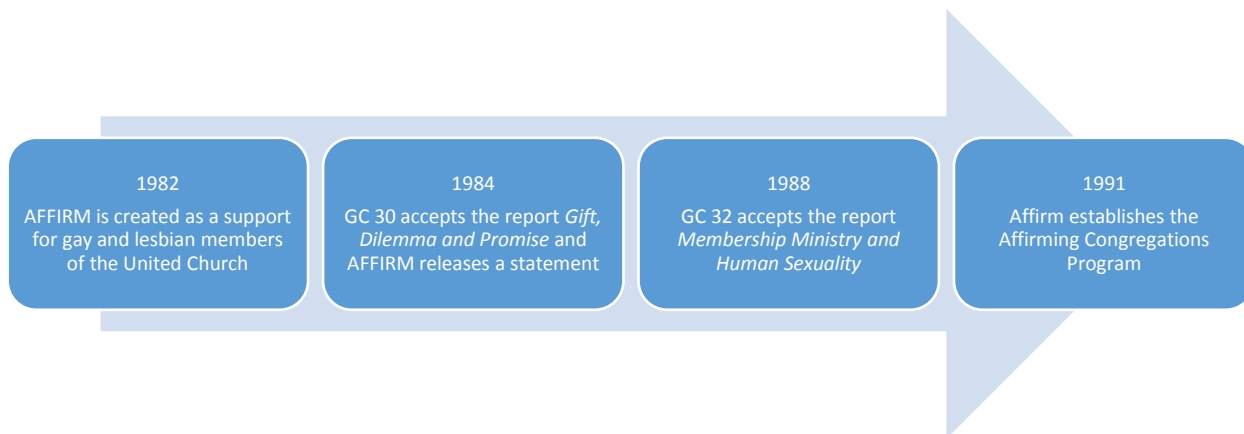 1982
AFFIRM is created as a support
for gay and lesbian members
of the United Church
1984
GC 30 accepts the report Gift,
Dilemma and Promise and
AFFIRM releases a statement
1988
GC 32 accepts the report
Membership Ministry and
Human Sexuality
1991
Affirm establishes the
Affirming Congregations
Program